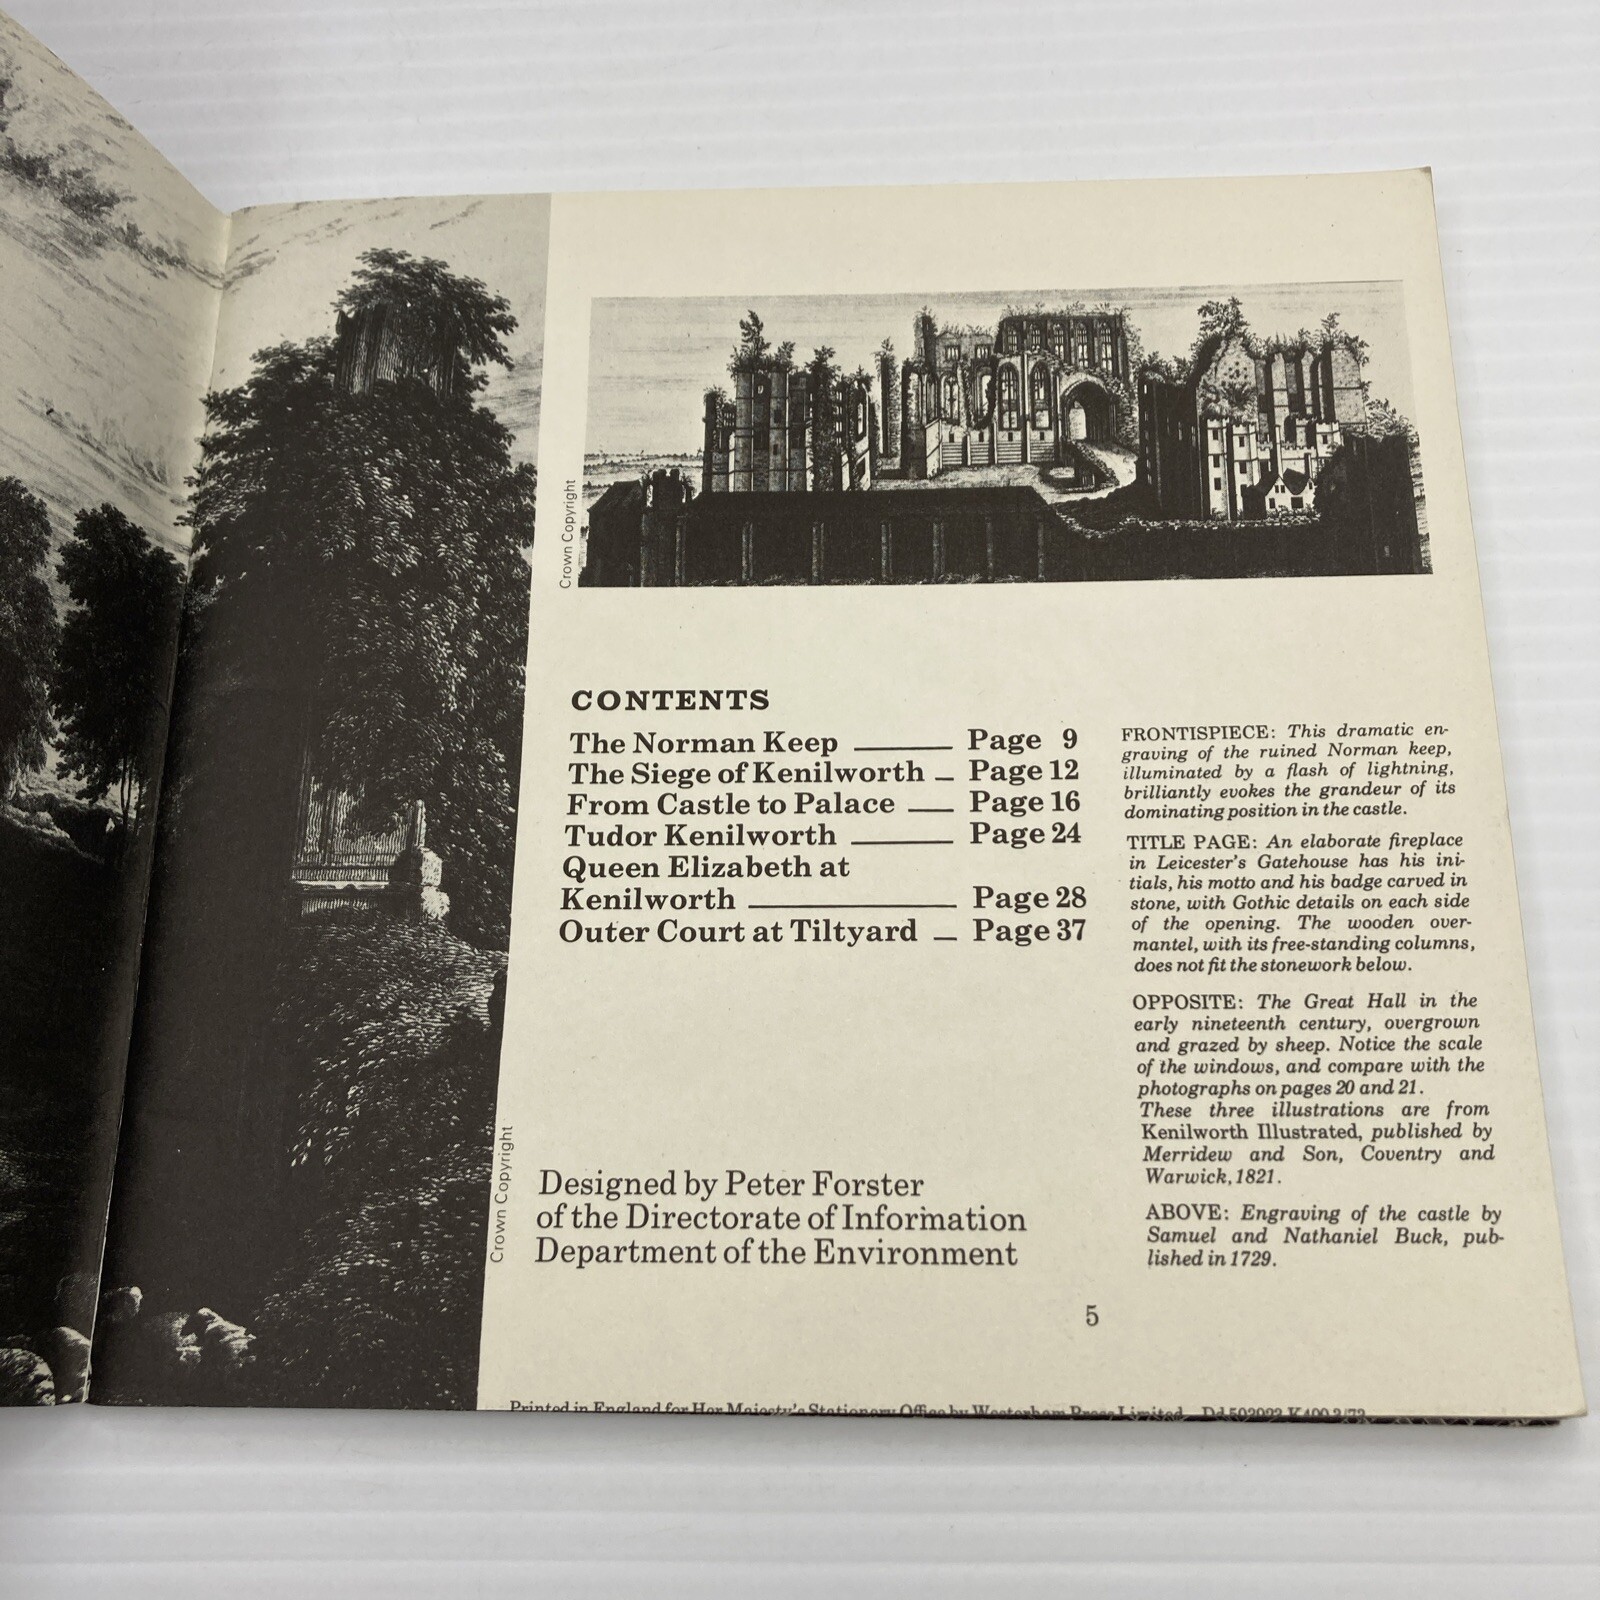 Crown Copyright
CONTENTS
The Norman Keep Page 9
The Siege of Kenilworth Page 12
From Castle to Palace Page 16
Tudor Kenilworth Page 24
Queen Elizabeth at
Kenilworth Page 28
Outer Court at Tiltyard Page 37
FRONTISPIECE: This dramatic en-
graving of the ruined Norman keep,
illuminated by a flash of lightning,
brilliantly evokes the grandeur of its
dominating position in the castle.
TITLE PAGE: An elaborate fireplace
in Leicester's Gatehouse has his ini-
tials, his motto and his badge carved in
stone, with Gothic details on each side
of the opening. The wooden over-
mantel, with its free-standing columns,
does not fit the stonework below.
OPPOSITE: The Great Hall in the
early nineteenth century, overgrown
and grazed by sheep. Notice the scale
of the windows, and compare with the
photographs on pages 20 and 21.
These three illustrations are from
Kenilworth Illustrated, published by
Merridew and Son, Coventry and
Warwick, 1821.
ABOVE: Engraving of the castle by
Samuel and Nathaniel Buck, pub-
lished in 1729.
Crown Copyright
Designed by Peter Forster
of the Directorate of Information
Department of the Environment
5
Printed in England for Her Majesty's Stationery Office by Westerham Press Limited